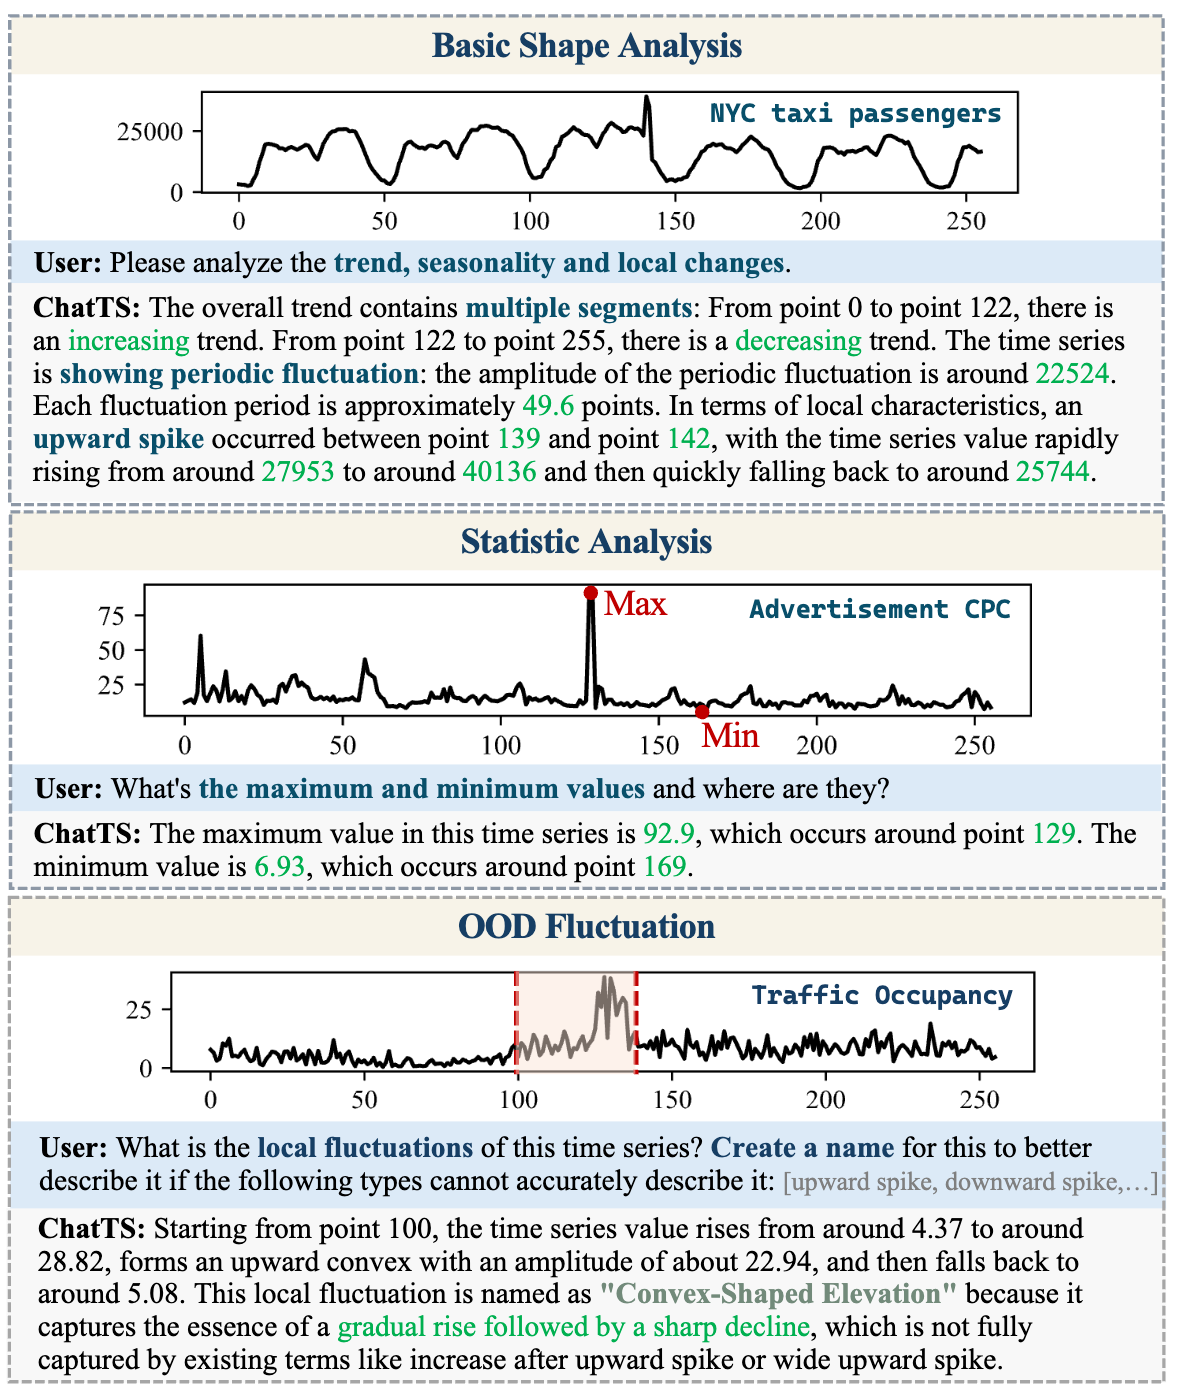 Basic Shape Analysis
NYC taxi passengers
25000
0
0 50 100 150 200 250
User: Please analyze the trend, seasonality and local changes.
ChatTS: The overall trend contains multiple segments: From point 0 to point 122, there is
an increasing trend. From point 122 to point 255, there is a decreasing trend. The time series
is showing periodic fluctuation: the amplitude of the periodic fluctuation is around 22524.
Each fluctuation period is approximately 49.6 points. In terms of local characteristics, an
upward spike occurred between point 139 and point 142, with the time series value rapidly
rising from around 27953 to around 40136 and then quickly falling back to around 25744.
Statistic Analysis
Max
Advertisement CPC
75
50
25
Min
0 50 100 150 200 250
User: What's the maximum and minimum values and where are they?
ChatTS: The maximum value in this time series is 92.9, which occurs around point 129. The
minimum value is 6.93, which occurs around point 169.
OOD Fluctuation
Traffic Occupancy
25
0
0 50 100 150 200 250
User: What is the local fluctuations of this time series? Create a name for this to better
describe it if the following types cannot accurately describe it: [upward spike, downward spike,…]
ChatTS: Starting from point 100, the time series value rises from around 4.37 to around
28.82, forms an upward convex with an amplitude of about 22.94, and then falls back to
around 5.08. This local fluctuation is named as "Convex-Shaped Elevation" because it
captures the essence of a gradual rise followed by a sharp decline, which is not fully
captured by existing terms like increase after upward spike or wide upward spike.